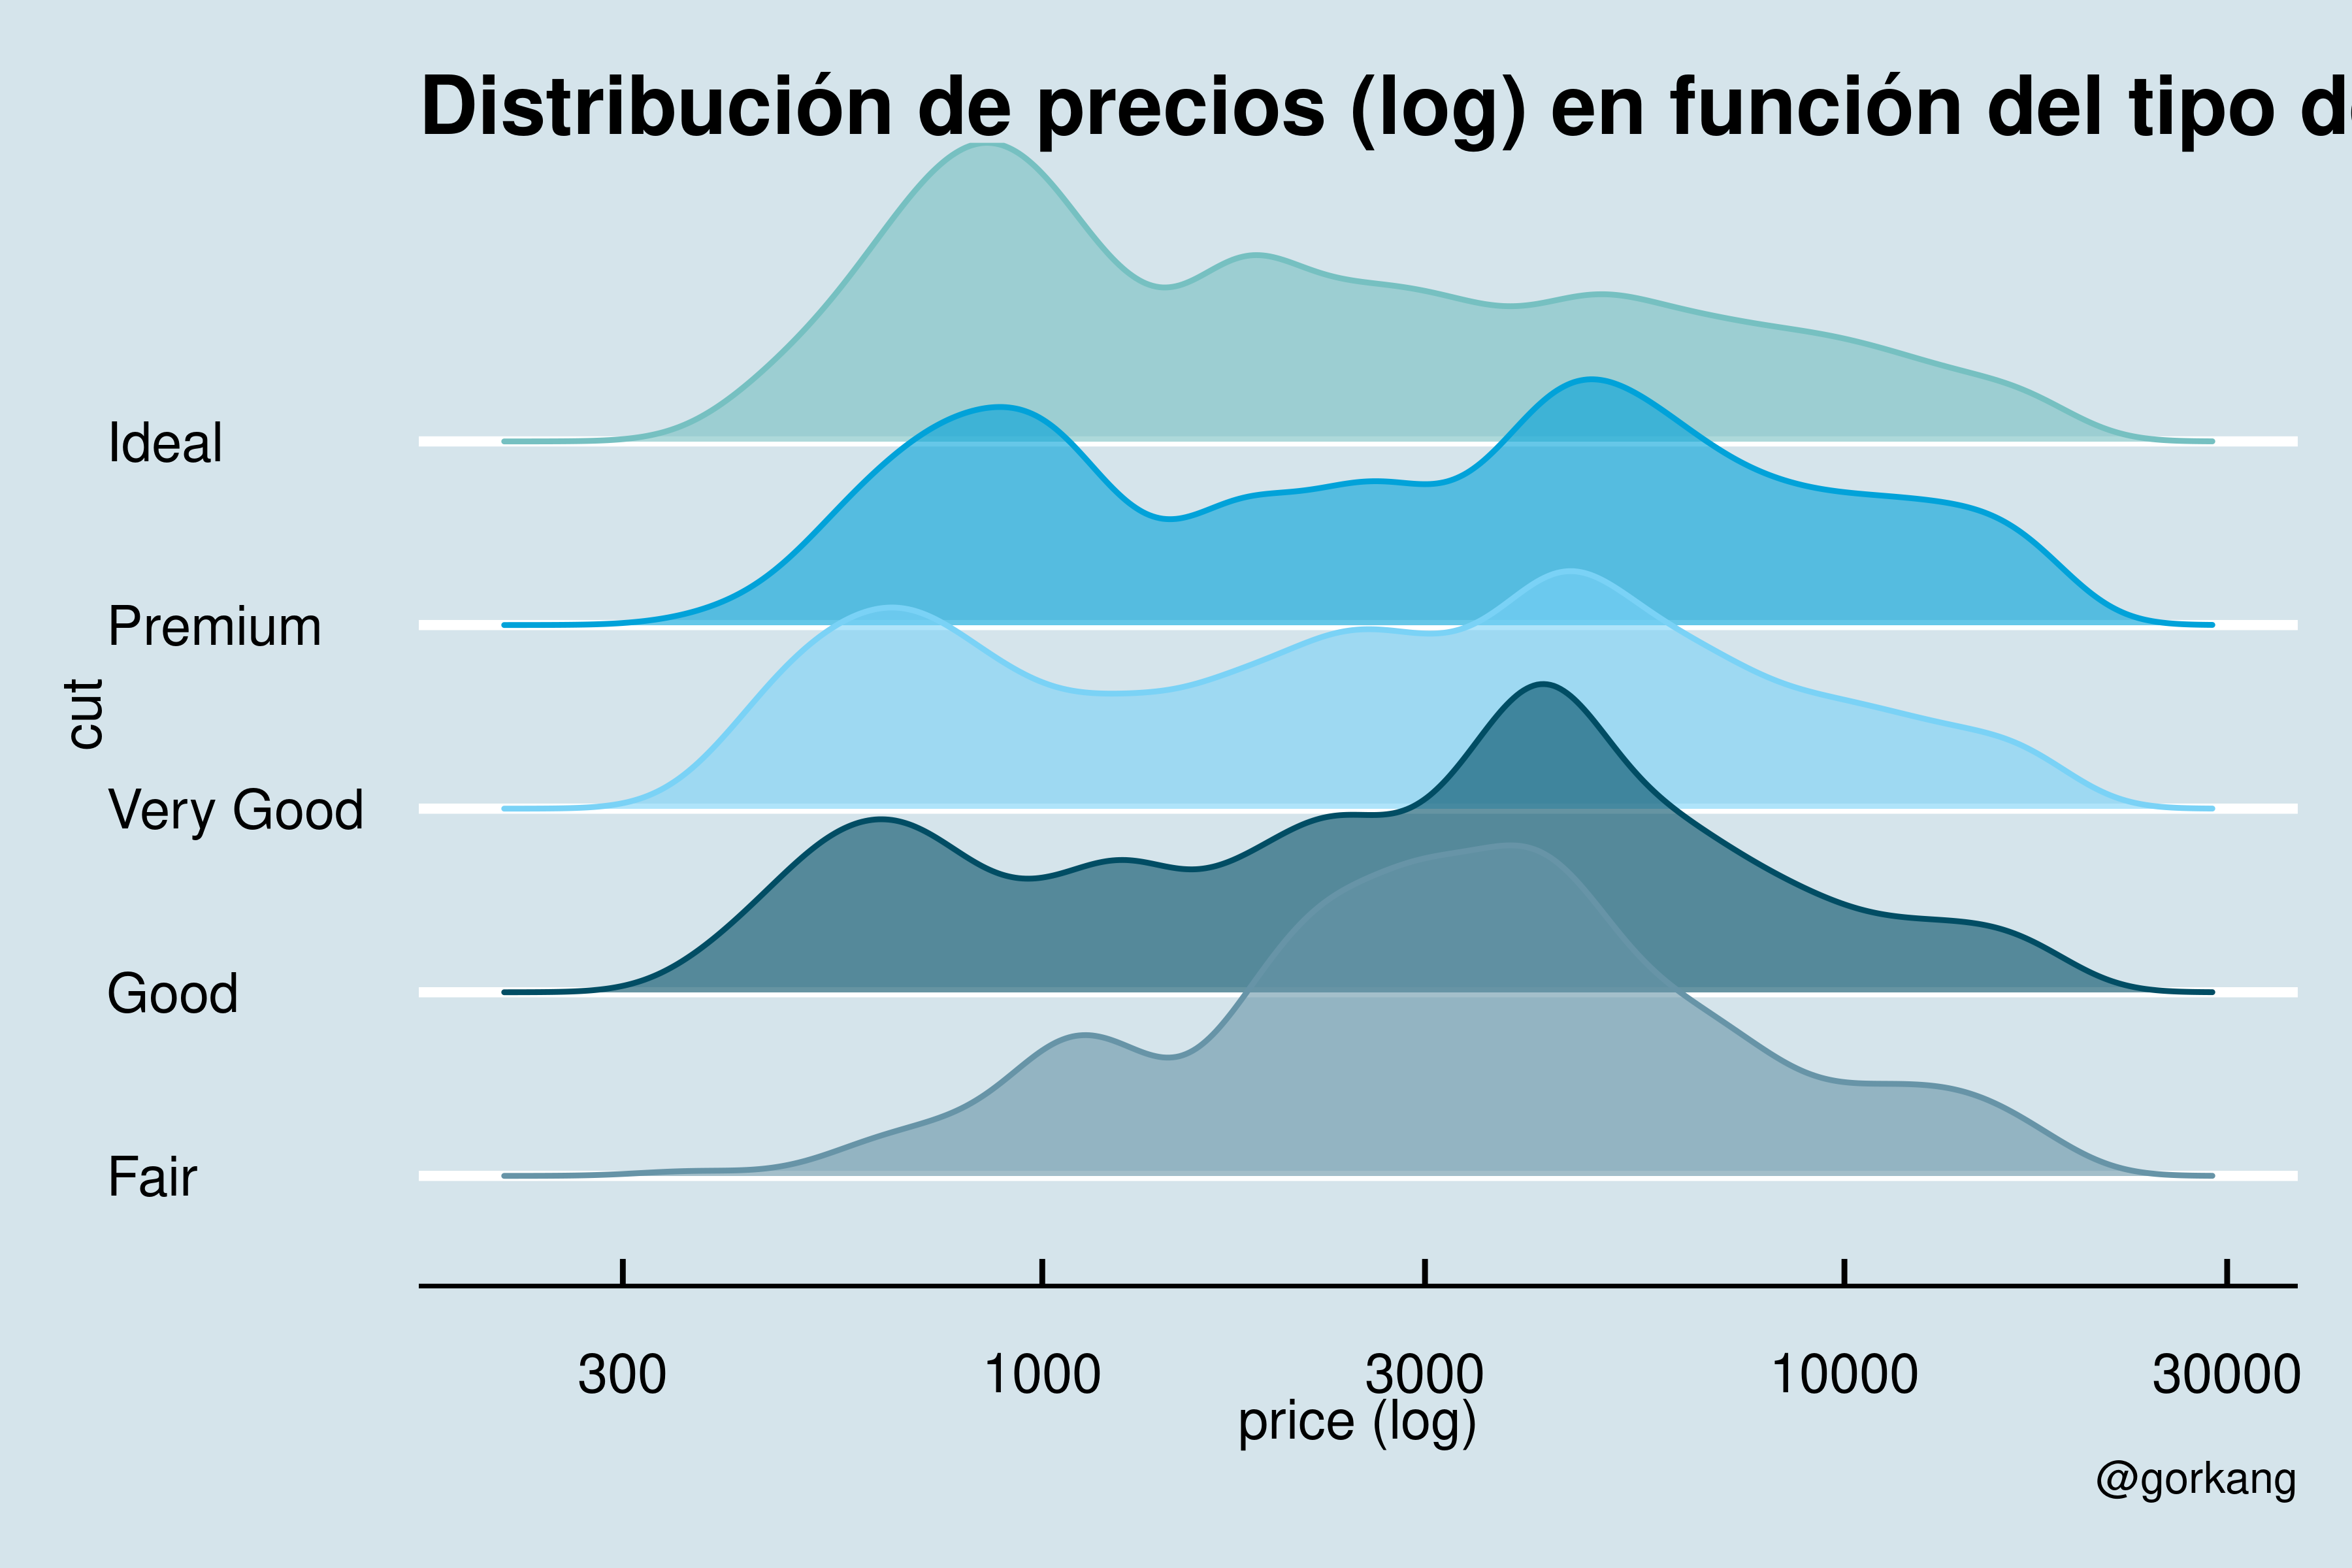 Distribución de precios (log) en función del tipo
Ideal
Premium
Very Good
Good
Fair
cut
300 1000 3000 10000 30000
price (log)
@gorkang